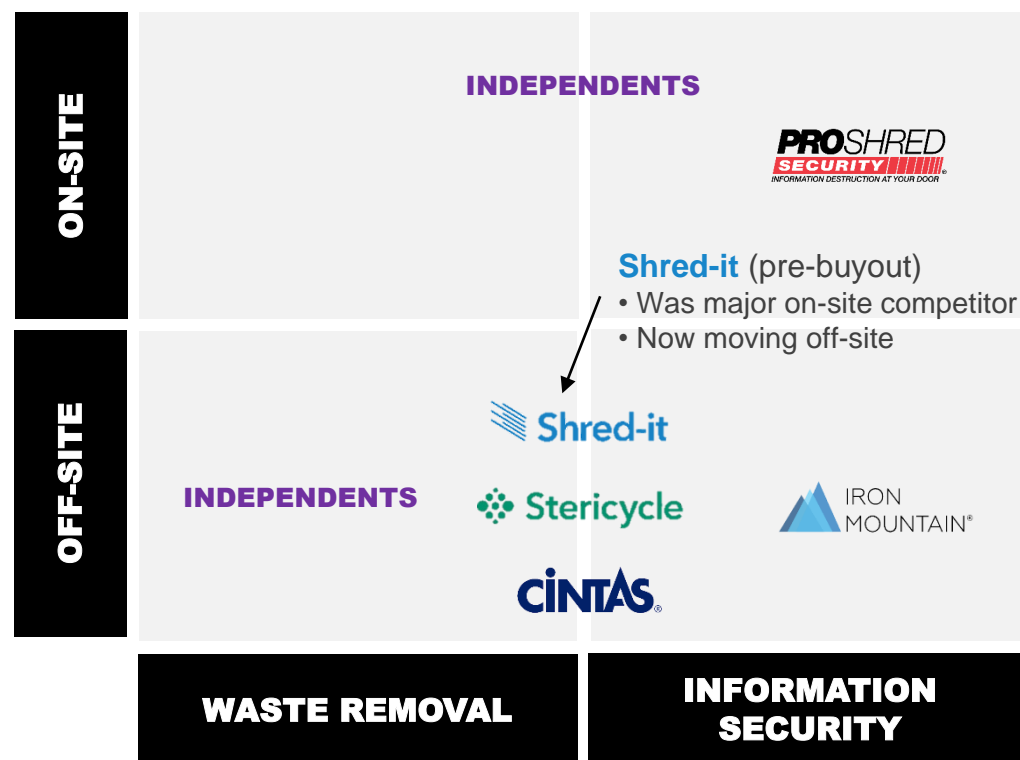 ON-SITE
INDEPENDENTS
PROSHRED
SECURITY ®
INFORMATION DESTRUCTION AT YOUR DOOR
Shred-it (pre-buyout)
• Was major on-site competitor
• Now moving off-site
OFF-SITE
Shred-it
INDEPENDENTS
Stericycle
IRON
MOUNTAIN®
CINTAS®
WASTE REMOVAL
INFORMATION
SECURITY